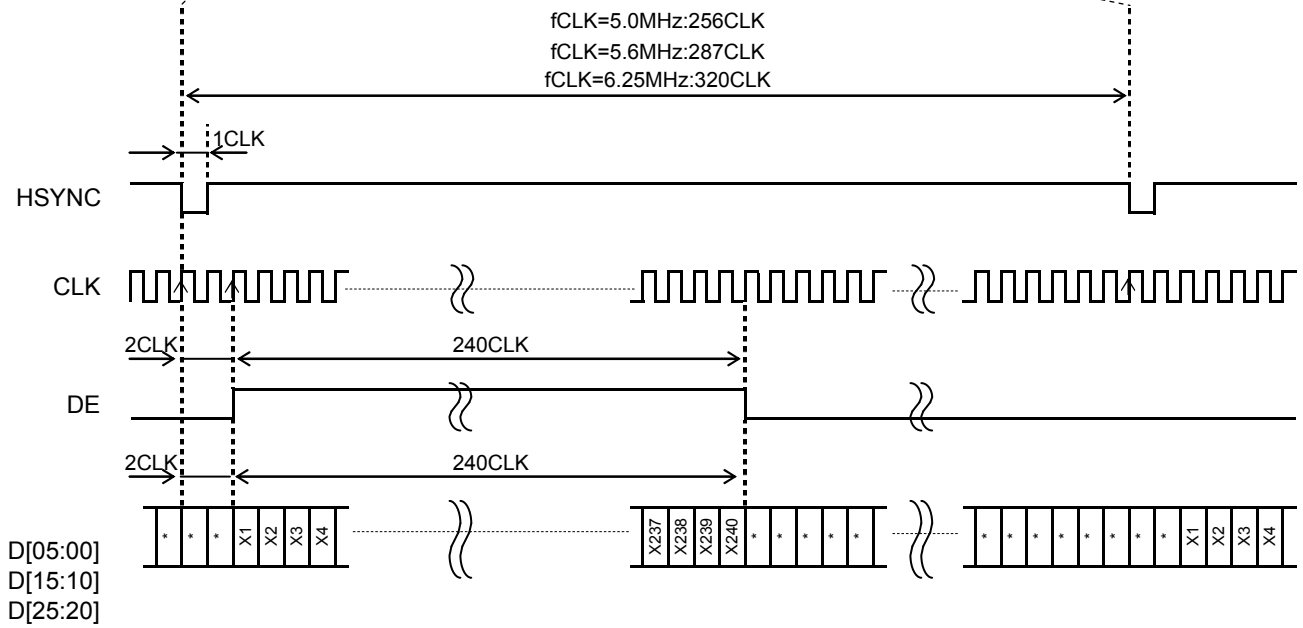 fCLK=5.0MHz:256CLK
fCLK=5.6MHz:287CLK
fCLK=6.25MHz:320CLK
1CLK
HSYNC
CLK
2CLK 240CLK
DE
2CLK 240CLK
* * * X1 X2 X3 X4 X237 X238 X239 X240 * * * * * * * * * * * * * X1 X2 X3 X4
D[05:00]
D[15:10]
D[25:20]